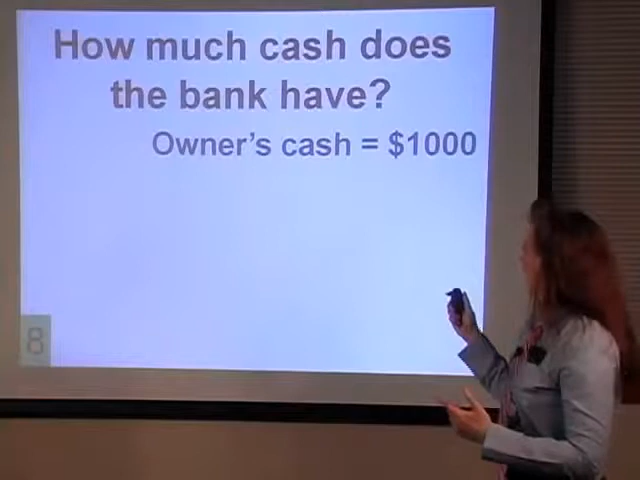 How much cash does
the bank have?
Owner's cash = $1000
8